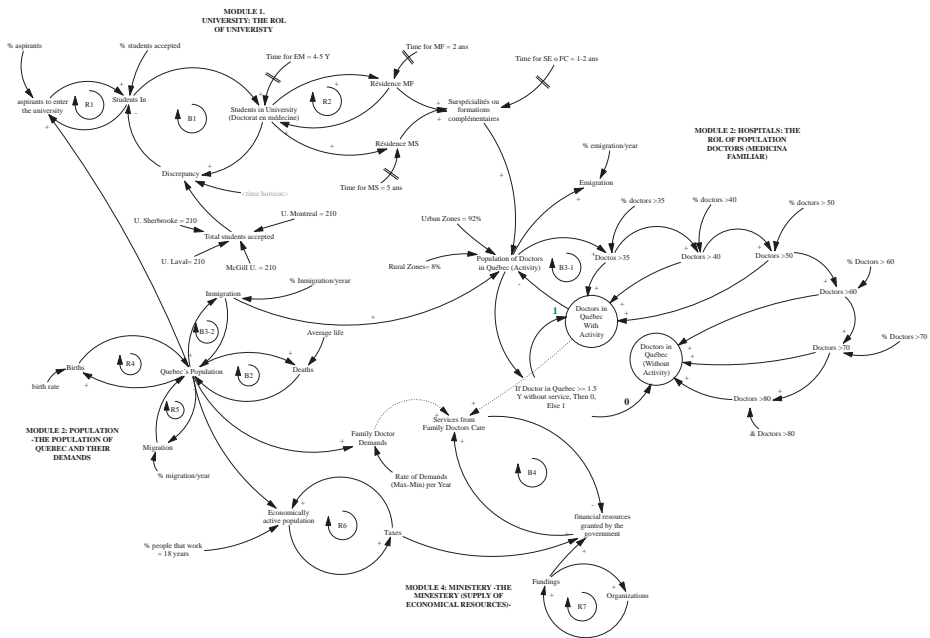 MODULE 1.
UNIVERSITY: THE ROL
OF UNIVERISTY
% aspirants
% students accepted
Time for EM = 4-5 Y
Time for MF = 2 ans
Time for SE o FC = 1-2 ans
aspirants to enter
the university
R1
Students In
B1
Students in University
(Doctorat en médecine)
R2
Résidence MF
Surspécialités ou
formations
complémentaires
Résidence MS
Time for MS = 5 ans
Discrepancy
<time horizon>
U. Sherbrooke = 210
U. Montreal = 210
Total students accepted
U. Laval= 210
McGill U. = 210
MODULE 2: HOSPITALS: THE
ROL OF POPULATION
DOCTORS (MEDICINA
FAMILIAR)
% emigration/year
Emigration
% doctors >35
% doctors >40
% doctors > 50
Urban Zones = 92%
Rural Zones= 8%
Population of Doctors
in Québec (Activity)
B3-1
Doctos >35
Doctors > 40
Doctors >50
% Doctors > 60
Doctors >60
% Doctors >70
Doctors >70
Doctors >80
& Doctors >80
1
Doctors in
Québec
With
Activity
Doctors in
Québec
(Without
Activity)
0
If Doctor in Quebec >= 1.5
Y without service, Then 0,
Else 1
Inmigration
% Inmigration/yerar
B3-2
Average life
Births
R4
birth rate
Quebec´s Population
B2
Deaths
R5
Migration
% migration/year
MODULE 2: POPULATION
-THE POPULATION OF
QUEBEC AND THEIR
DEMANDS
Family Doctor
Demands
Services from
Family Doctors Care
Rate of Demands
(Max-Min) per Year
B4
Economically
active population
R6
Taxes
% people that work
= 18 years
financial resources
granted by the
government
MODULE 4: MINISTERY -THE
MINESTERY (SUPPLY OF
ECONOMICAL RESOURCES)-
Fundings
R7
Organizations